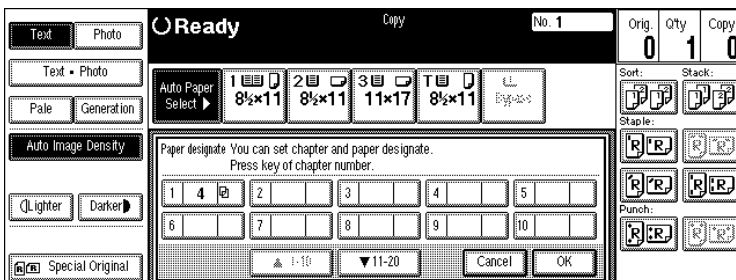 Text Photo
Text • Photo
Pale Generation
Auto Image Density
Lighter Darker
Special Original
Ready
Copy
No. 1
Auto Paper Select ▶
1 8½×11
2 8½×11
3 11×17
T 8½×11
Bypass
Paper designate You can set chapter and paper designate.
Press key of chapter number.
1 4 2 3 4 5
6 7 8 9 10
▲ 1-10 ▼11-20 Cancel OK
Orig. Q'ty Copy
0 1 0
Sort: Stack:
Staple:
Punch: